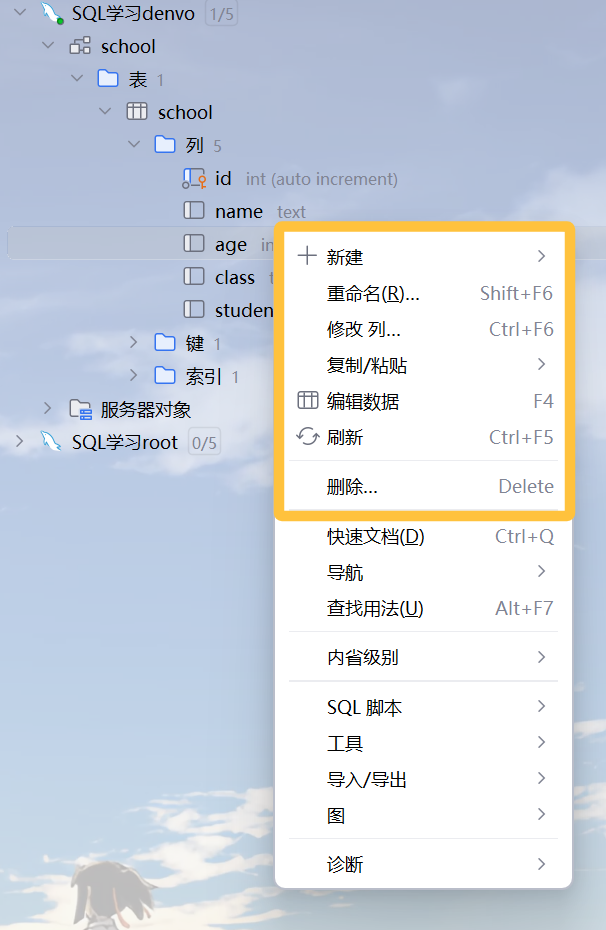 SQL学习denvo 1/5
school
表 1
school
列 5
id int (auto increment)
name text
age in
class
studen
键 1
索引 1
服务器对象
SQL学习root 0/5
新建
重命名(R)... Shift+F6
修改 列... Ctrl+F6
复制/粘贴
编辑数据 F4
刷新 Ctrl+F5
删除... Delete
快速文档(D) Ctrl+Q
导航
查找用法(U) Alt+F7
内省级别
SQL 脚本
工具
导入/导出
图
诊断